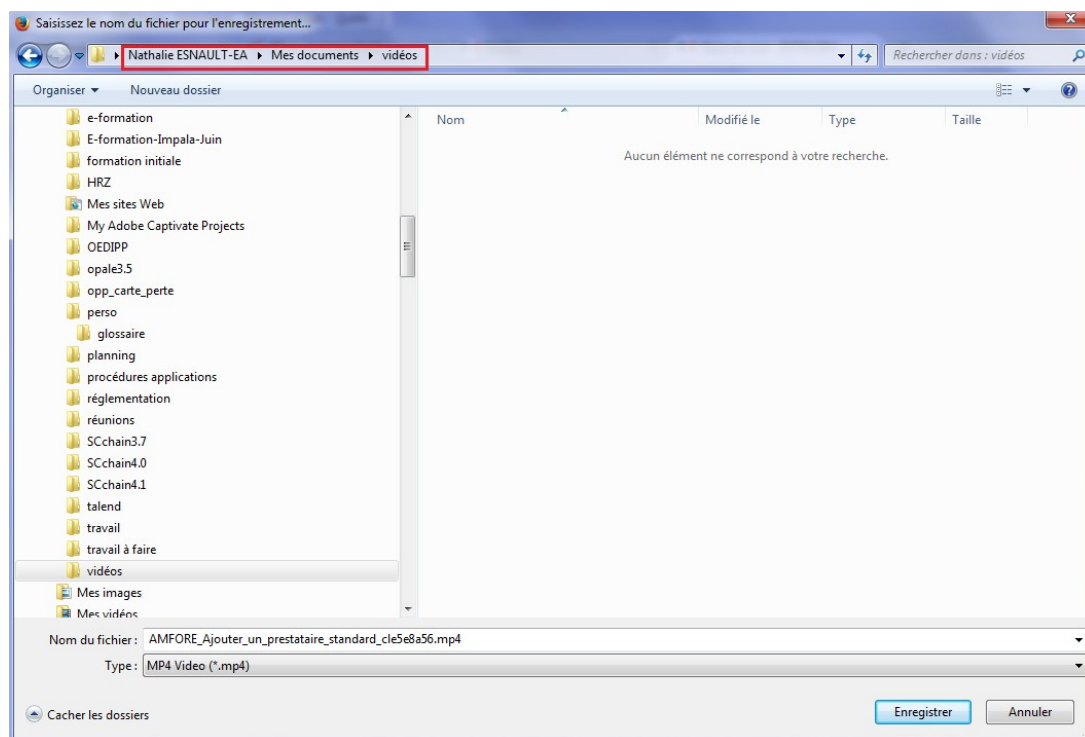 Saisissez le nom du fichier pour l'enregistrement...
Nathalie ESNAULT-EA Mes documents vidéos
Rechercher dans : vidéos
Organiser Nouveau dossier
e-formation
E-formation-Impala-Juin
formation initiale
HRZ
Mes sites Web
My Adobe Captivate Projects
OEDIPP
opale3.5
opp_carte_perte
perso
glossaire
planning
procédures applications
réglementation
réunions
SCchain3.7
SCchain4.0
SCchain4.1
talend
travail
travail à faire
vidéos
Mes images
Mes vidéos
Nom Modifié le Type Taille
Aucun élément ne correspond à votre recherche.
Nom du fichier : AMFORE_Ajouter_un_prestataire_standard_cle5e8a56.mp4
Type : MP4 Video (*.mp4)
Cacher les dossiers
Enregistrer Annuler